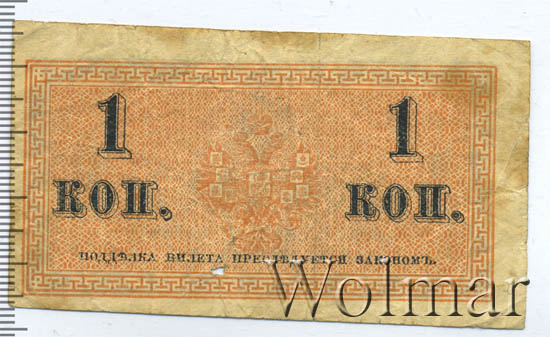 1 1
КОП. КОП.
ПОДДѢЛКА БИЛЕТА ПРЕСЛѢДУЕТСЯ ЗАКОНОМЪ.
Wolmar